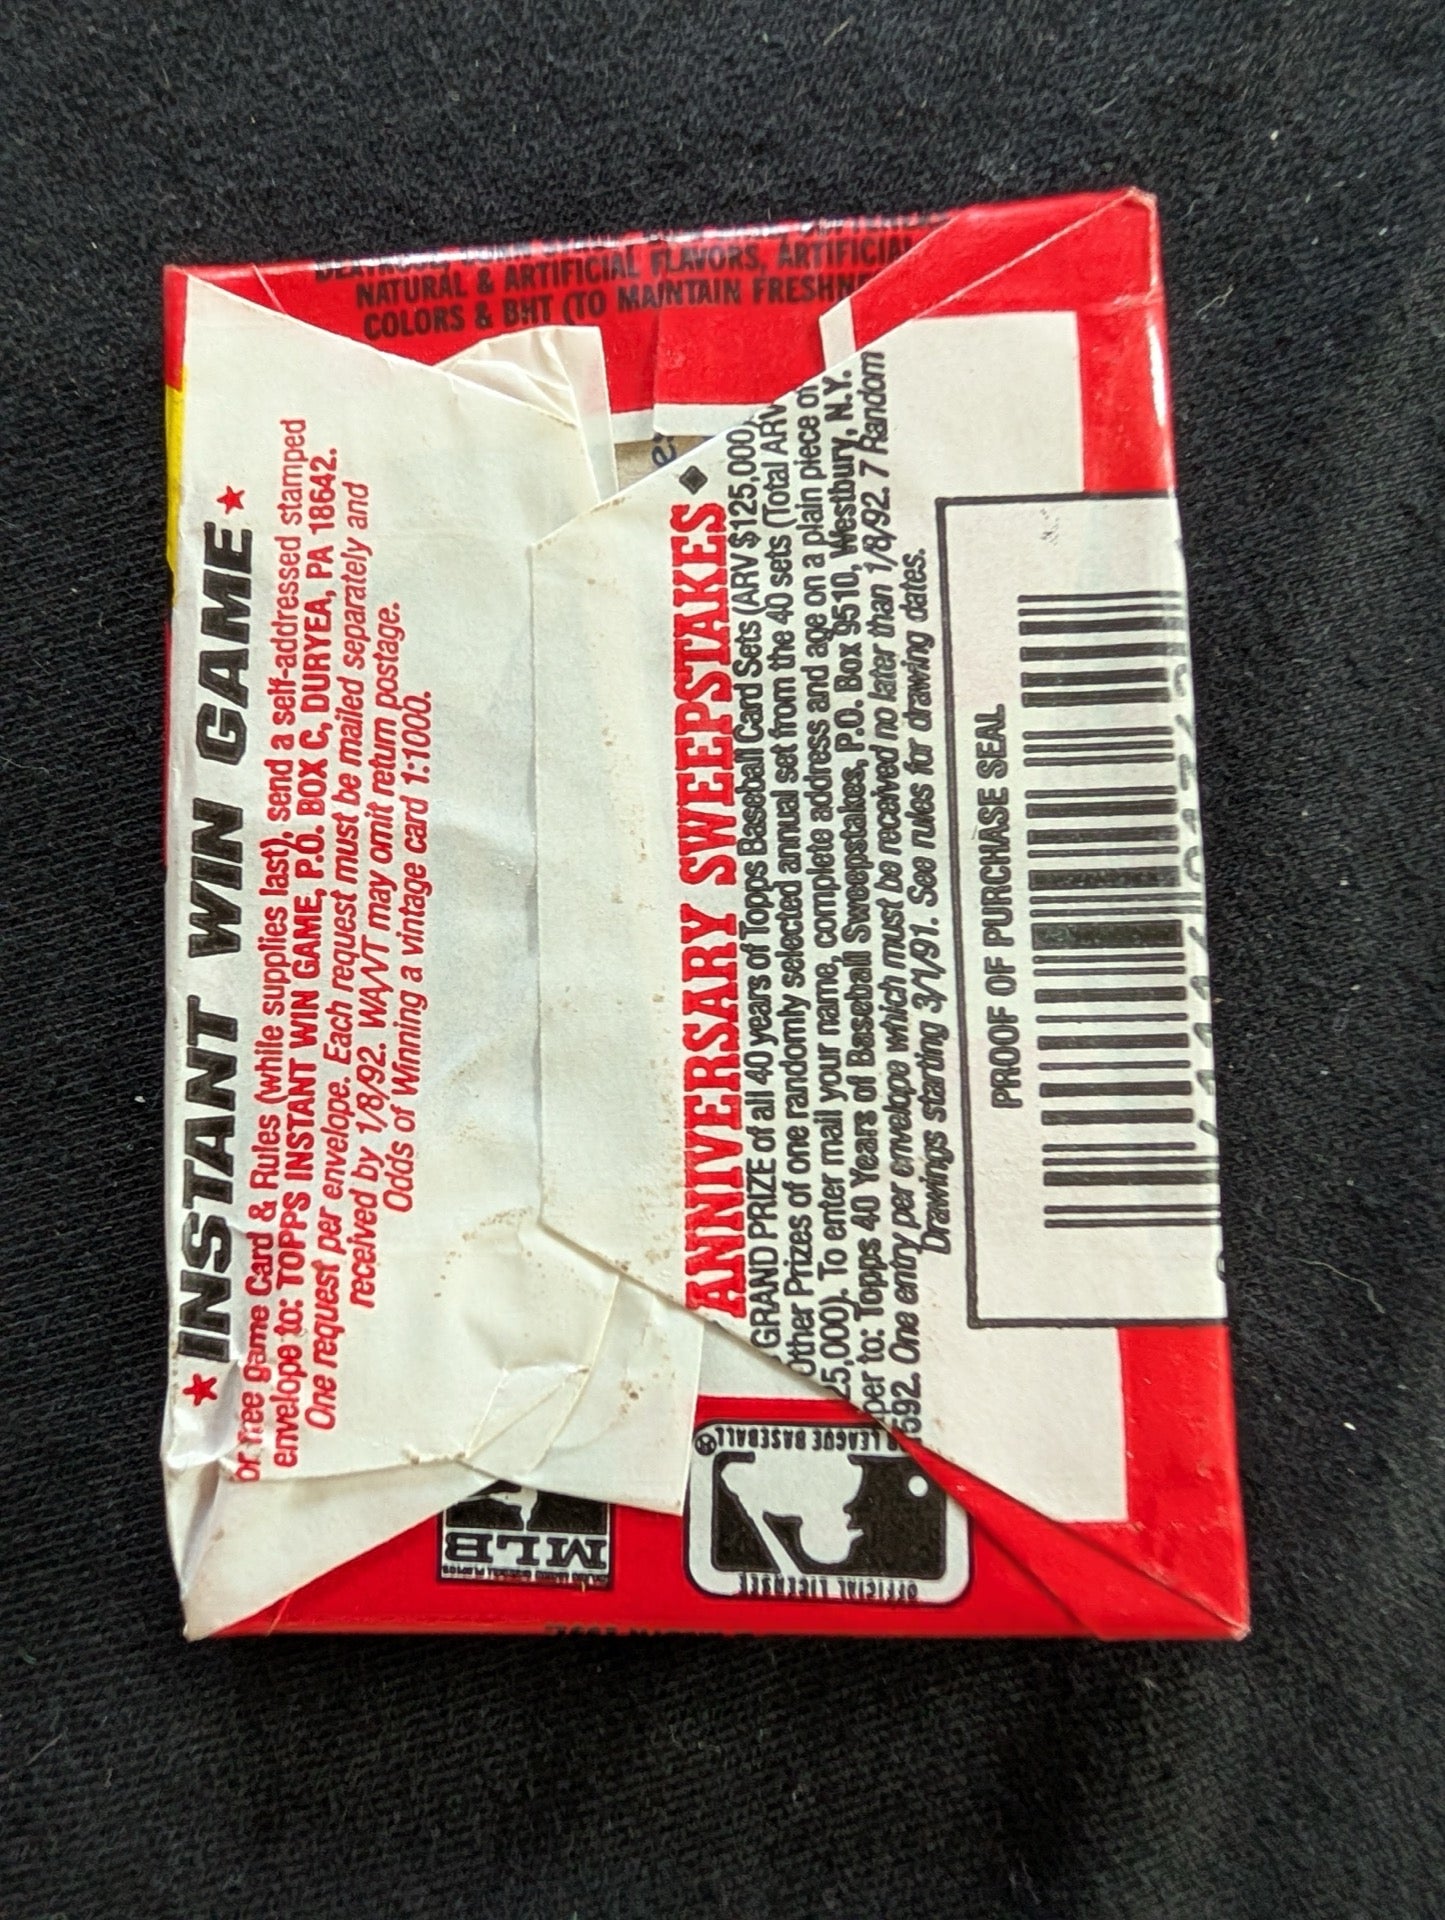 ★ INSTANT WIN GAME ★
or free game Card & Rules (while supplies last), send a self-addressed stamped
envelope to: TOPPS INSTANT WIN GAME, P.O. BOX C, DURYEA, PA 18642.
One request per envelope. Each request must be mailed separately and
received by 1/8/92. WA/VT may omit return postage.
Odds of Winning a vintage card 1:1000.
ANNIVERSARY SWEEPSTAKES ◆
GRAND PRIZE of all 40 years of Topps Baseball Card Sets (ARV $125,000)
Other Prizes of one randomly selected annual set from the 40 sets (Total ARV
25,000). To enter mail your name, complete address and age on a plain piece of
per to: Topps 40 Years of Baseball Sweepstakes, P.O. Box 9510, Westbury, N.Y.
592. One entry per envelope which must be received no later than 1/8/92. 7 Random
Drawings starting 3/1/91. See rules for drawing dates.
PROOF OF PURCHASE SEAL
NATURAL & ARTIFICIAL FLAVORS, ARTIFICIAL
COLORS & BHT (TO MAINTAIN FRESHN
MLB
OFFICIAL LICENSEE
LEAGUE BASEBALL